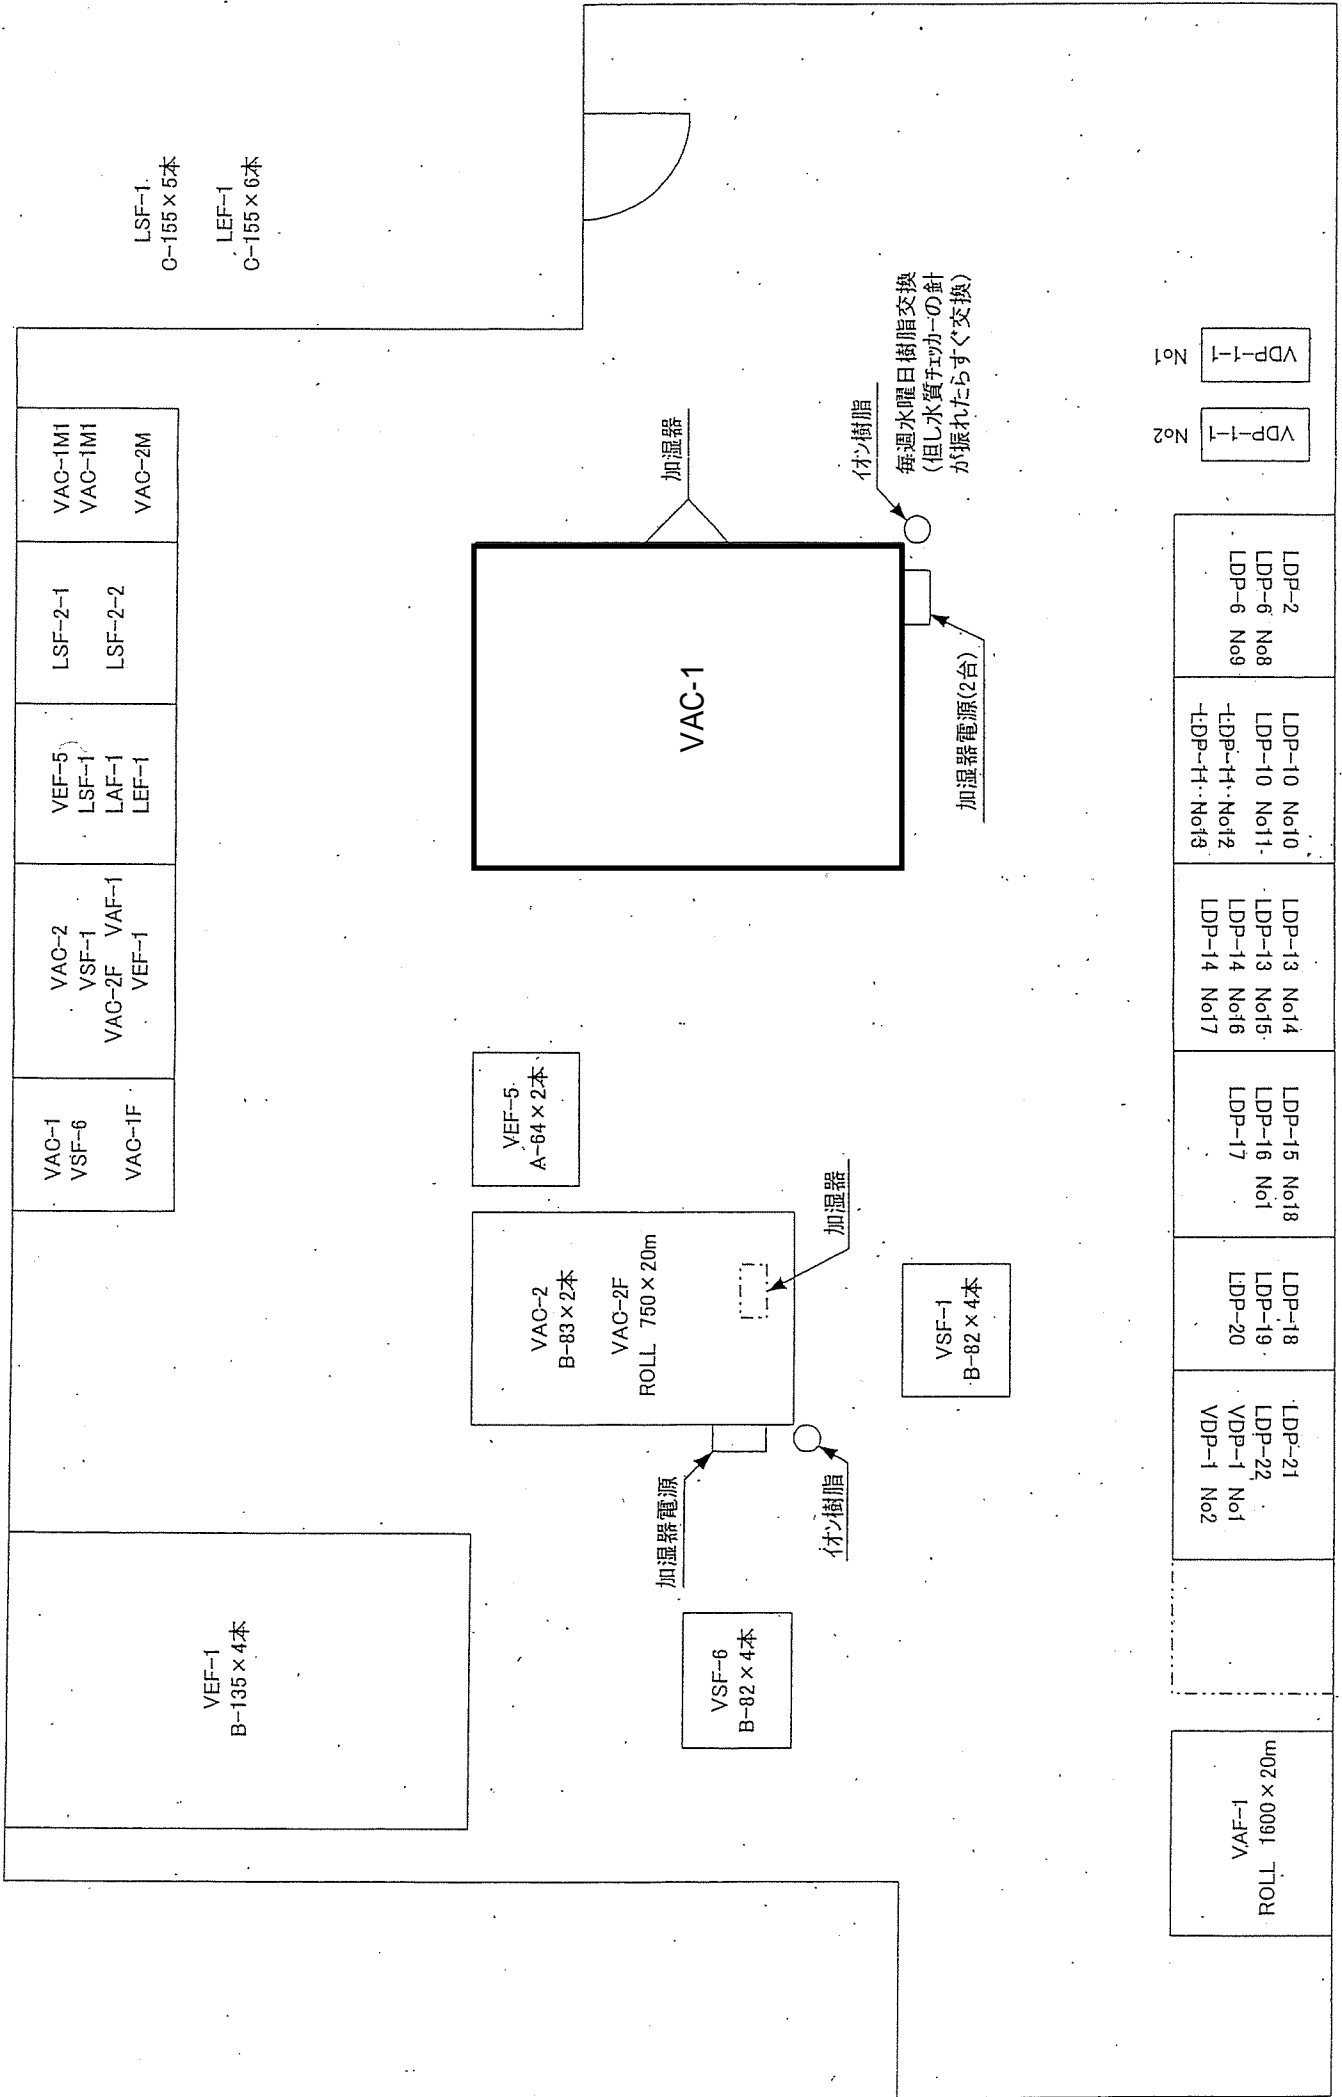 LSF-1
C-155×5本
LEF-1
C-155×6本
VAC-1
VSF-6
VAC-1F
VAC-2
VSF-1
VAC-2F VAF-1
VEF-1
VEF-5
LSF-1
LAF-1
LEF-1
LSF-2-1
LSF-2-2
VAC-1M1
VAC-1M1
VAC-2M
VEF-1
B-135×4本
VEF-5
A-64×2本
VAC-2
B-83×2本
VAC-2F
ROLL 750×20m
加湿器
加湿器電源
イオン樹脂
VSF-6
B-82×4本
VSF-1
B-82×4本
VAC-1
加湿器
イオン樹脂
毎週水曜日樹脂交換
(但し水質チェッカーの針
が振れたらすぐ交換)
加湿器電源(2台)
VAF-1
ROLL 1600×20m
VDP-1-1
No1
VDP-1-1
No2
LDP-2
LDP-6 No8
LDP-6 No9
LDP-10 No10
LDP-10 No11
LDP-11 No12
LDP-11 No13
LDP-13 No14
LDP-13 No15
LDP-14 No16
LDP-14 No17
LDP-15 No18
LDP-16 No1
LDP-17
LDP-18
LDP-19
LDP-20
LDP-21
LDP-22
VDP-1 No1
VDP-1 No2